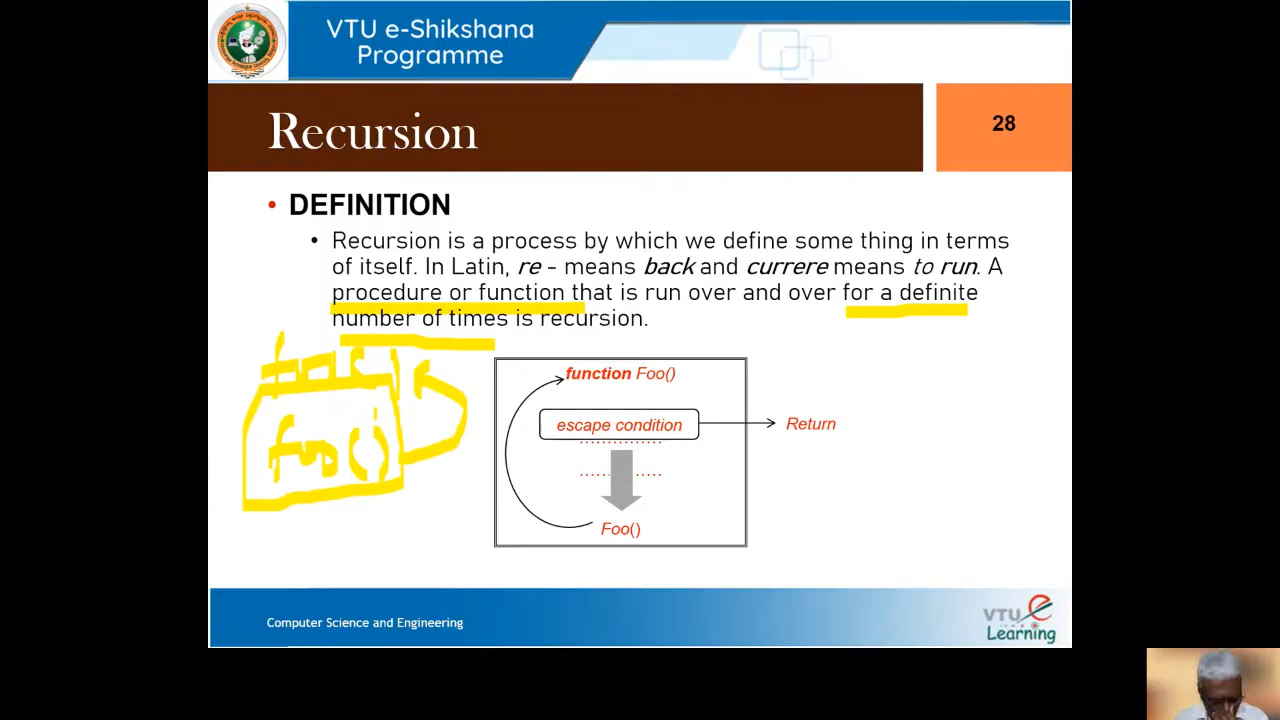 VTU e-Shikshana
Programme
Recursion
28
• DEFINITION
• Recursion is a process by which we define some thing in terms
of itself. In Latin, re - means back and currere means to run. A
procedure or function that is run over and over for a definite
number of times is recursion.
function Foo()
escape condition
Return
Foo()
Computer Science and Engineering
VTU e
Learning